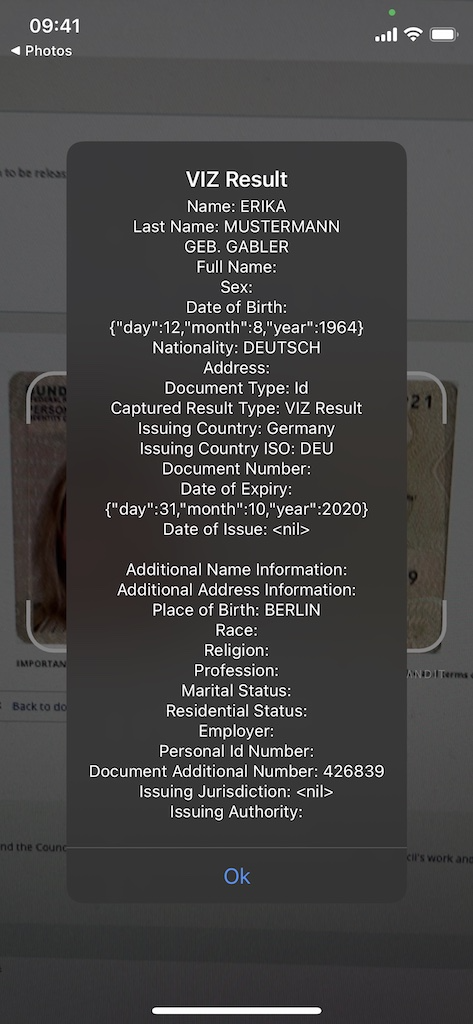 09:41
◀ Photos
to be releas
VIZ Result
Name: ERIKA
Last Name: MUSTERMANN
GEB. GABLER
Full Name:
Sex:
Date of Birth:
{"day":12,"month":8,"year":1964}
Nationality: DEUTSCH
Address:
Document Type: Id
Captured Result Type: VIZ Result
Issuing Country: Germany
Issuing Country ISO: DEU
Document Number:
Date of Expiry:
{"day":31,"month":10,"year":2020}
Date of Issue: <nil>
Additional Name Information:
Additional Address Information:
Place of Birth: BERLIN
Race:
Religion:
Profession:
Marital Status:
Residential Status:
Employer:
Personal Id Number:
Document Additional Number: 426839
Issuing Jurisdiction: <nil>
Issuing Authority:
BUND
PERSON
21
9
IMPORTAN
Back to do
nd the Counc
cil's work and
Ok